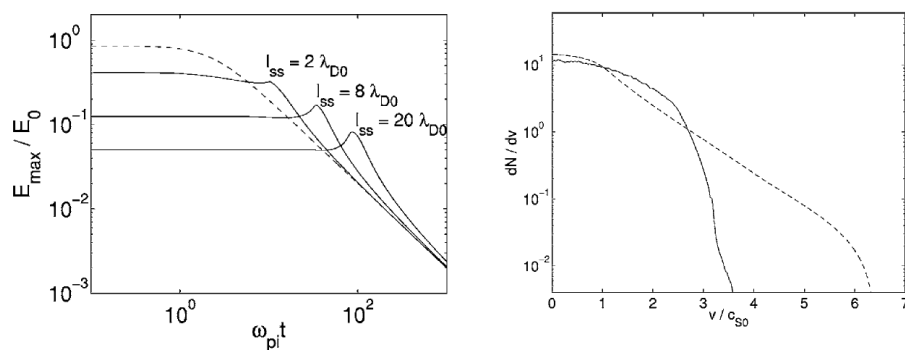 10^0
10^-1
10^-2
10^-3
E_max / E_0
l_ss = 2 λ_D0
l_ss = 8 λ_D0
l_ss = 20 λ_D0
10^0
10^2
ω_pi t
10^2
10^1
10^0
10^-1
10^-2
dN / dv
0
1
2
3
4
5
6
7
v / c_S0